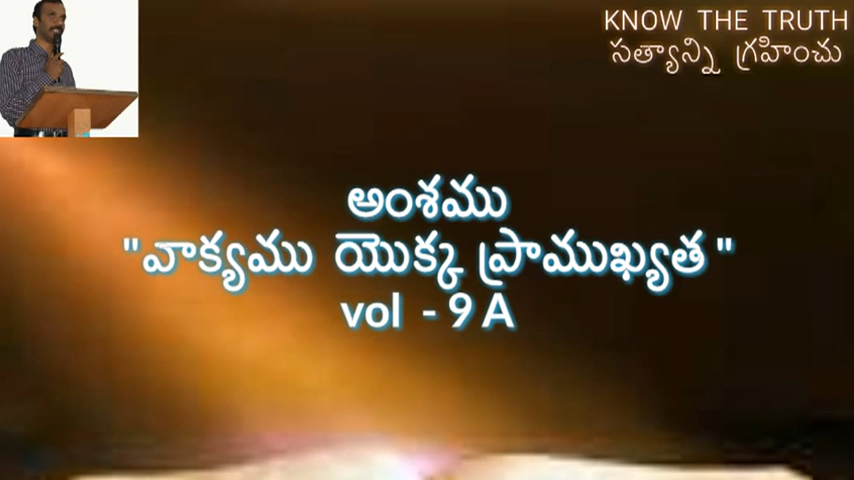 KNOW THE TRUTH
సత్యాన్ని గ్రహించు
అంశము
"వాక్యము యొక్క ప్రాముఖ్యత"
vol - 9 A